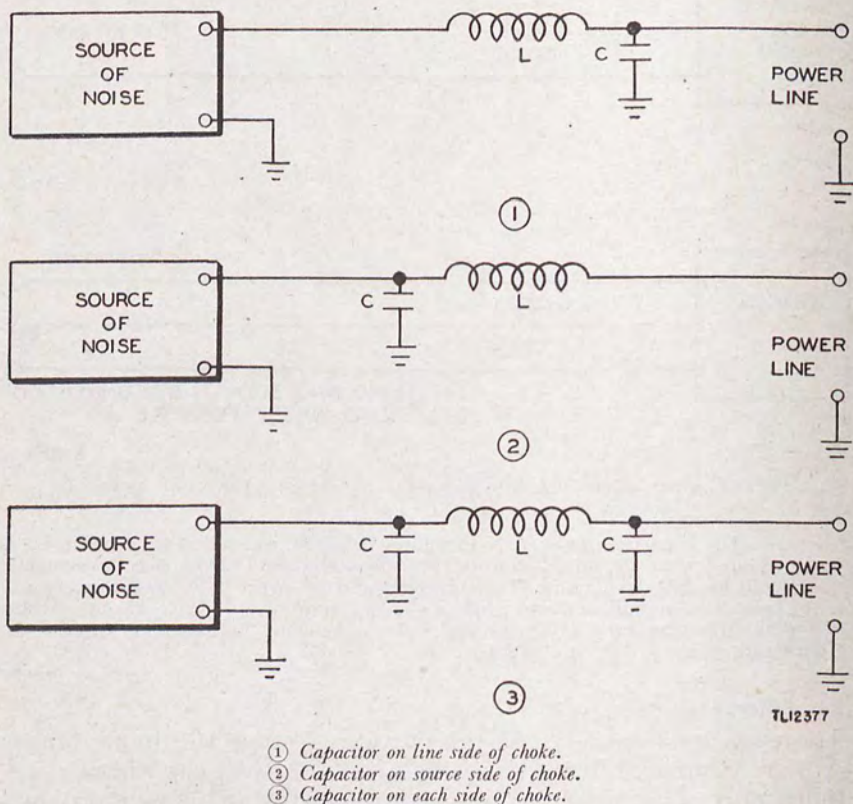 SOURCE
OF
NOISE
L
C
POWER
LINE
①
SOURCE
OF
NOISE
C
L
POWER
LINE
②
SOURCE
OF
NOISE
C
L
C
POWER
LINE
③
TL12377
① Capacitor on line side of choke.
② Capacitor on source side of choke.
③ Capacitor on each side of choke.